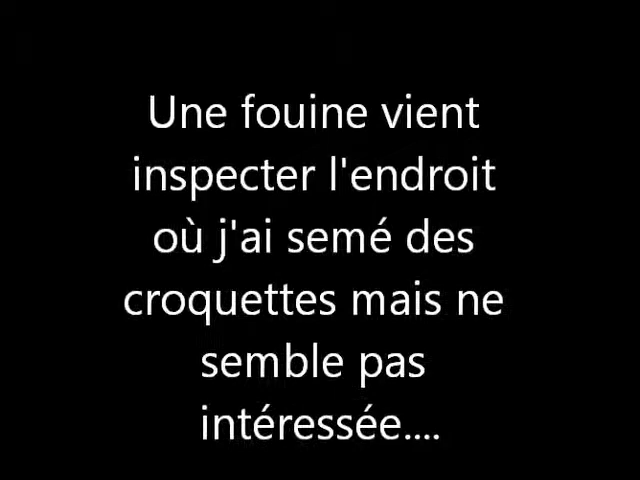 Une fouine vient
inspecter l'endroit
où j'ai semé des
croquettes mais ne
semble pas
intéressée....